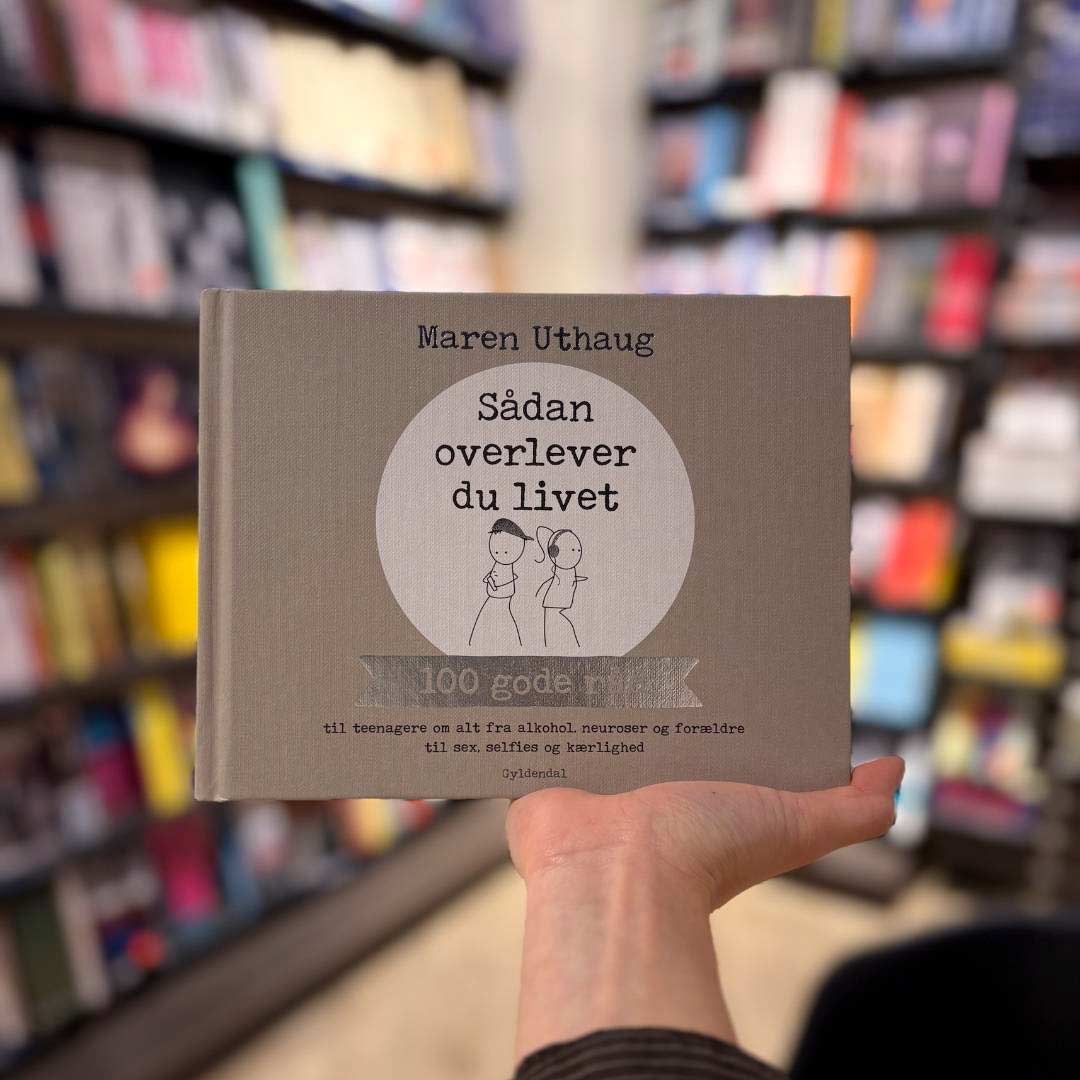 Maren Uthaug
Sådan
overlever
du livet
100 gode råd
til teenagere om alt fra alkohol, neuroser og forældre
til sex, selfies og kærlighed
Gyldendal